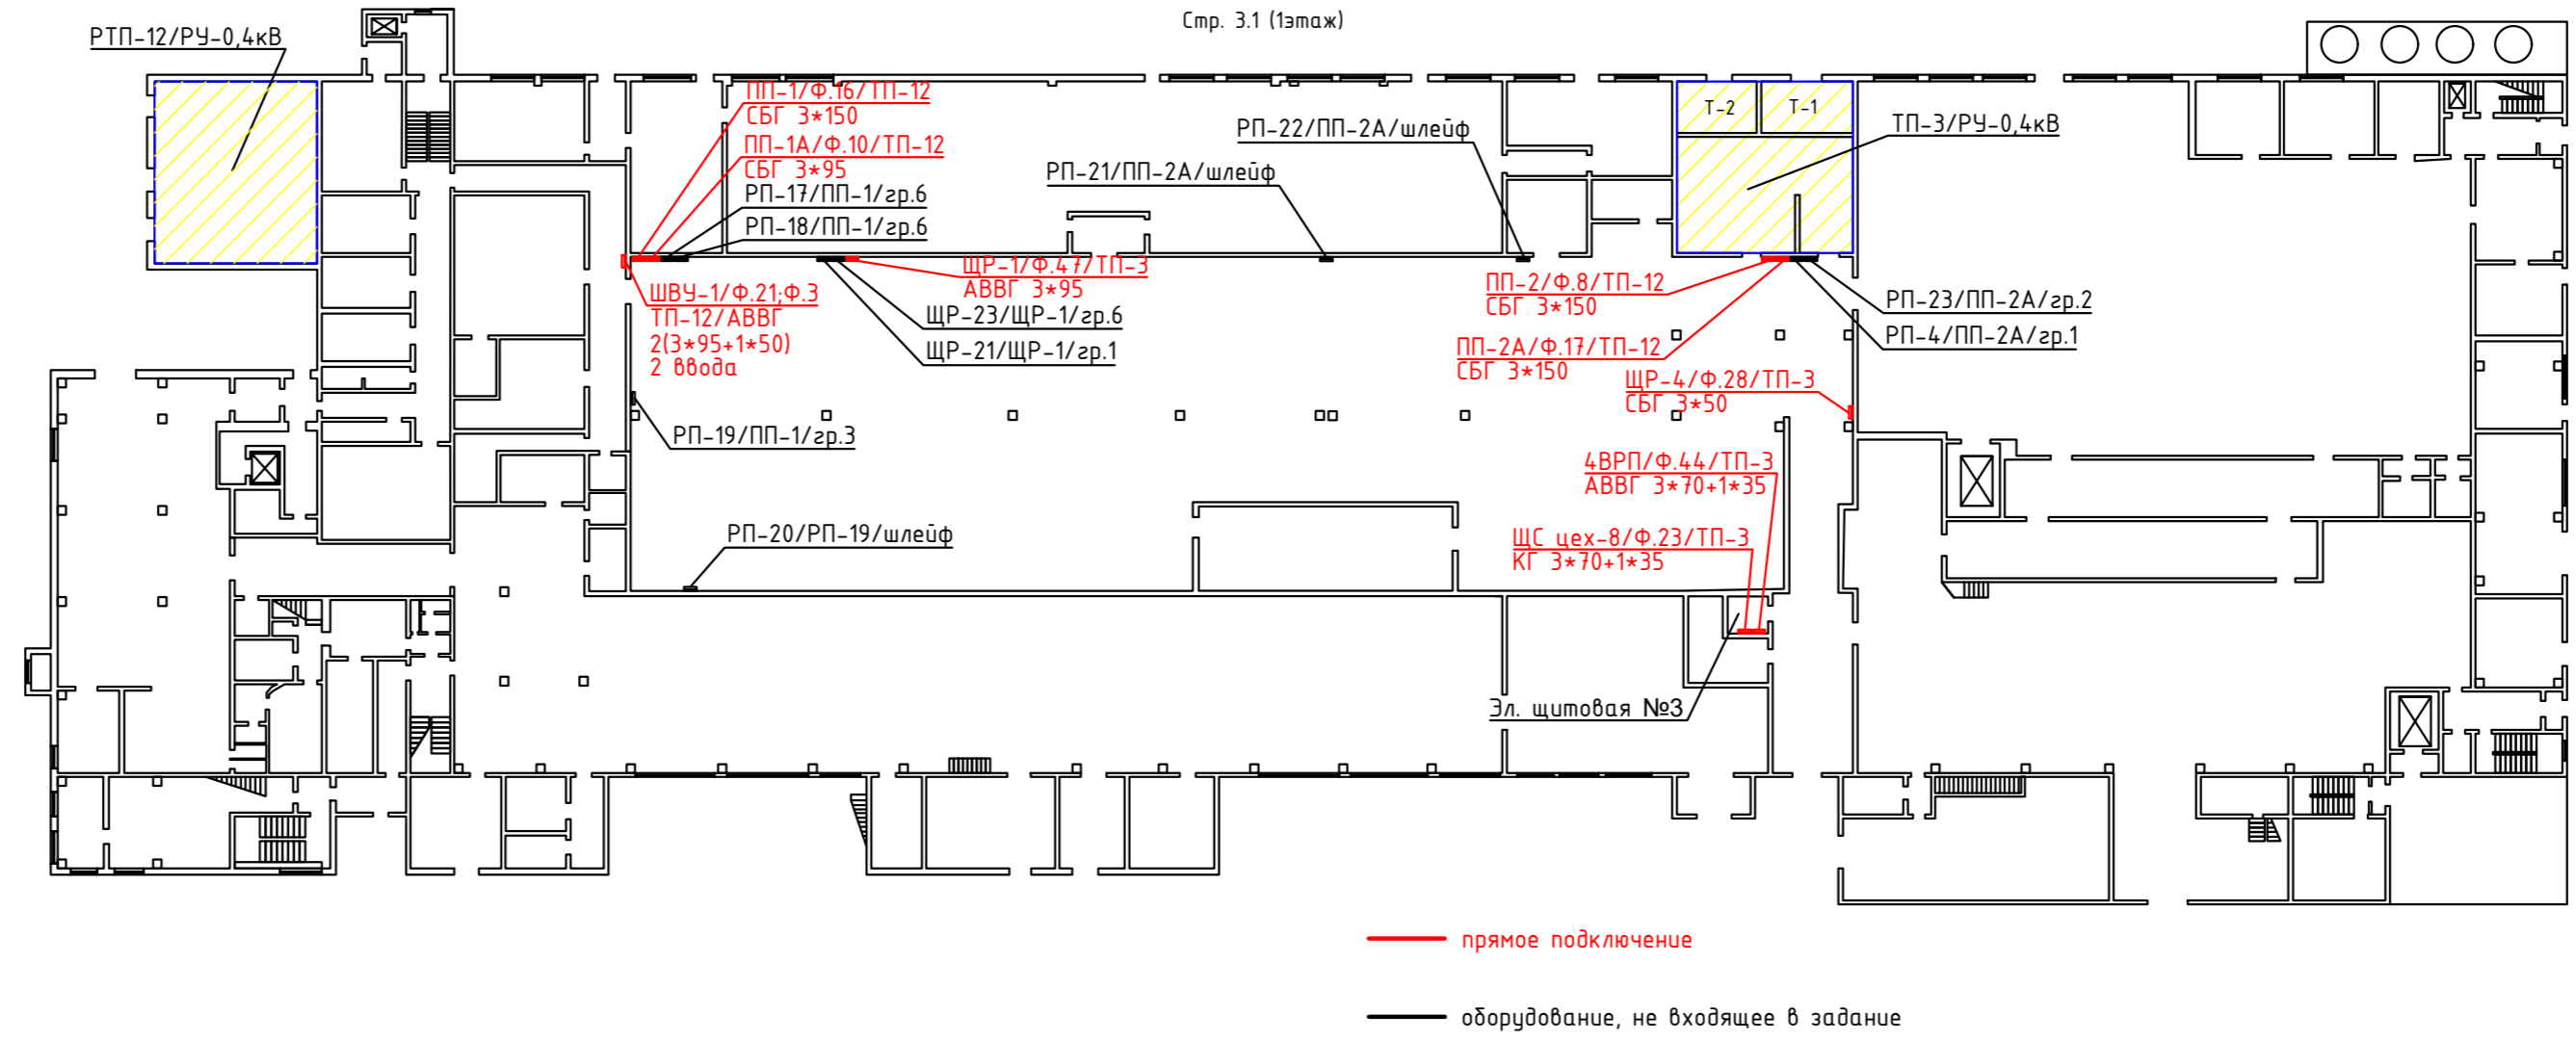 Стр. 3.1 (1этаж)
РТП-12/РУ-0,4кВ
ПП-1/Ф.16/ТП-12
СБГ 3*150
ПП-1А/Ф.10/ТП-12
СБГ 3*95
РП-17/ПП-1/гр.6
РП-18/ПП-1/гр.6
РП-22/ПП-2А/шлейф
РП-21/ПП-2А/шлейф
Т-2
Т-1
ТП-3/РУ-0,4кВ
ЩР-1/Ф.47/ТП-3
АВВГ 3*95
ЩР-23/ЩР-1/гр.6
ЩР-21/ЩР-1/гр.1
ШВУ-1/Ф.21;Ф.3
ТП-12/АВВГ
2(3*95+1*50)
2 ввода
ПП-2/Ф.8/ТП-12
СБГ 3*150
ПП-2А/Ф.17/ТП-12
СБГ 3*150
РП-23/ПП-2А/гр.2
РП-4/ПП-2А/гр.1
ЩР-4/Ф.28/ТП-3
СБГ 3*50
РП-19/ПП-1/гр.3
4ВРП/Ф.44/ТП-3
АВВГ 3*70+1*35
РП-20/РП-19/шлейф
ЩС цех-8/Ф.23/ТП-3
КГ 3*70+1*35
Эл. щитовая №3
прямое подключение
оборудование, не входящее в задание